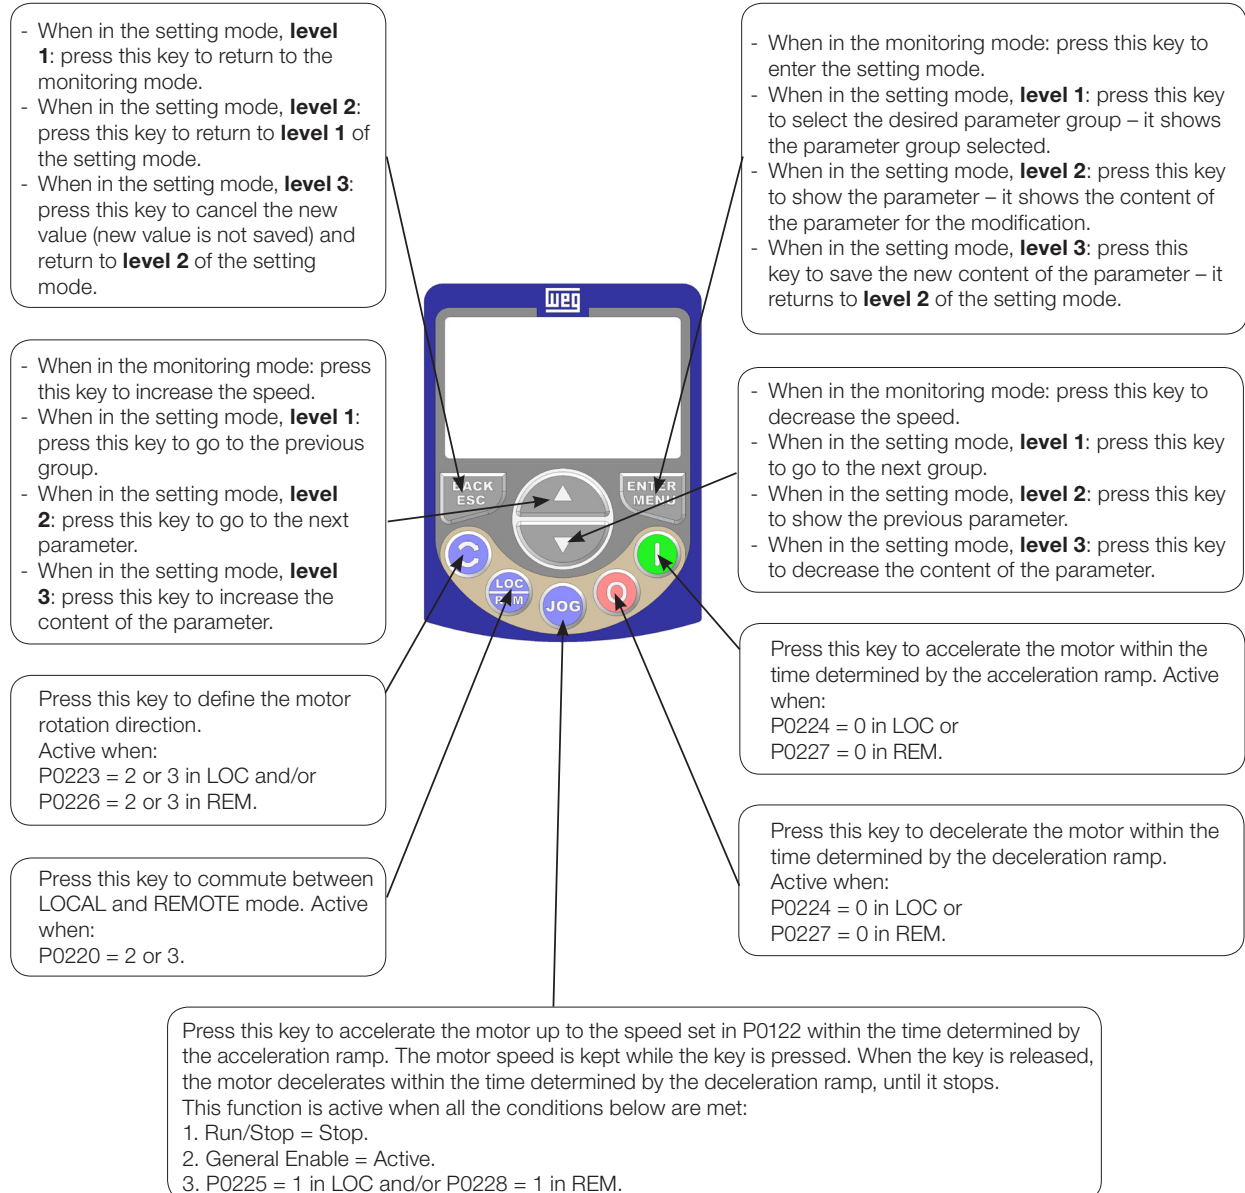 - When in the setting mode, level
1: press this key to return to the
monitoring mode.
- When in the setting mode, level 2:
press this key to return to level 1 of
the setting mode.
- When in the setting mode, level 3:
press this key to cancel the new
value (new value is not saved) and
return to level 2 of the setting
mode.
- When in the monitoring mode: press this key to
enter the setting mode.
- When in the setting mode, level 1: press this key
to select the desired parameter group – it shows
the parameter group selected.
- When in the setting mode, level 2: press this key
to show the parameter – it shows the content of
the parameter for the modification.
- When in the setting mode, level 3: press this
key to save the new content of the parameter – it
returns to level 2 of the setting mode.
weg
- When in the monitoring mode: press
this key to increase the speed.
- When in the setting mode, level 1:
press this key to go to the previous
group.
- When in the setting mode, level
2: press this key to go to the next
parameter.
- When in the setting mode, level
3: press this key to increase the
content of the parameter.
- When in the monitoring mode: press this key to
decrease the speed.
- When in the setting mode, level 1: press this key
to go to the next group.
- When in the setting mode, level 2: press this key
to show the previous parameter.
- When in the setting mode, level 3: press this key
to decrease the content of the parameter.
BACK
ESC
ENTER
MENU
LOC
REM
JOG
Press this key to define the motor
rotation direction.
Active when:
P0223 = 2 or 3 in LOC and/or
P0226 = 2 or 3 in REM.
Press this key to accelerate the motor within the
time determined by the acceleration ramp. Active
when:
P0224 = 0 in LOC or
P0227 = 0 in REM.
Press this key to commute between
LOCAL and REMOTE mode. Active
when:
P0220 = 2 or 3.
Press this key to decelerate the motor within the
time determined by the deceleration ramp.
Active when:
P0224 = 0 in LOC or
P0227 = 0 in REM.
Press this key to accelerate the motor up to the speed set in P0122 within the time determined by
the acceleration ramp. The motor speed is kept while the key is pressed. When the key is released,
the motor decelerates within the time determined by the deceleration ramp, until it stops.
This function is active when all the conditions below are met:
1. Run/Stop = Stop.
2. General Enable = Active.
3. P0225 = 1 in LOC and/or P0228 = 1 in REM.